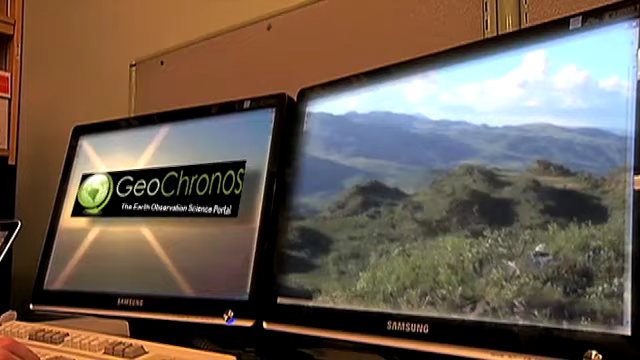 GeoChronos
The Earth Observation Science Portal
SAMSUNG
SAMSUNG